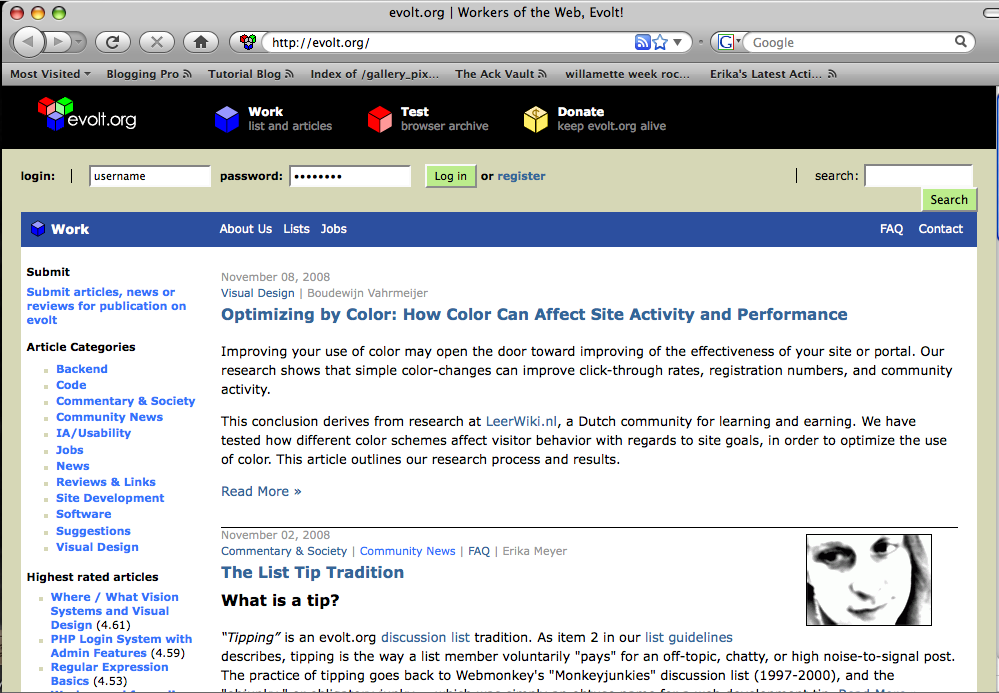 evolt.org | Workers of the Web, Evolt!
http://evolt.org/
G
Google
Most Visited
Blogging Pro
Tutorial Blog
Index of /gallery_pix...
The Ack Vault
willamette week roc...
Erika's Latest Acti...
evolt.org
Work
list and articles
Test
browser archive
Donate
keep evolt.org alive
login: | username password: •••••••• Log in or register
| search:
Search
Work
About Us Lists Jobs
FAQ Contact
Submit
Submit articles, news or
reviews for publication on
evolt
Article Categories
Backend
Code
Commentary & Society
Community News
IA/Usability
Jobs
News
Reviews & Links
Site Development
Software
Suggestions
Visual Design
Highest rated articles
Where / What Vision
Systems and Visual
Design (4.61)
PHP Login System with
Admin Features (4.59)
Regular Expression
Basics (4.53)
November 08, 2008
Visual Design | Boudewijn Vahrmeijer
Optimizing by Color: How Color Can Affect Site Activity and Performance
Improving your use of color may open the door toward improving of the effectiveness of your site or portal. Our
research shows that simple color-changes can improve click-through rates, registration numbers, and community
activity.
This conclusion derives from research at LeerWiki.nl, a Dutch community for learning and earning. We have
tested how different color schemes affect visitor behavior with regards to site goals, in order to optimize the use
of color. This article outlines our research process and results.
Read More »
November 02, 2008
Commentary & Society | Community News | FAQ | Erika Meyer
The List Tip Tradition
What is a tip?
“Tipping” is an evolt.org discussion list tradition. As item 2 in our list guidelines
describes, tipping is the way a list member voluntarily "pays" for an off-topic, chatty, or high noise-to-signal post.
The practice of tipping goes back to Webmonkey's "Monkeyjunkies" discussion list (1997-2000), and the